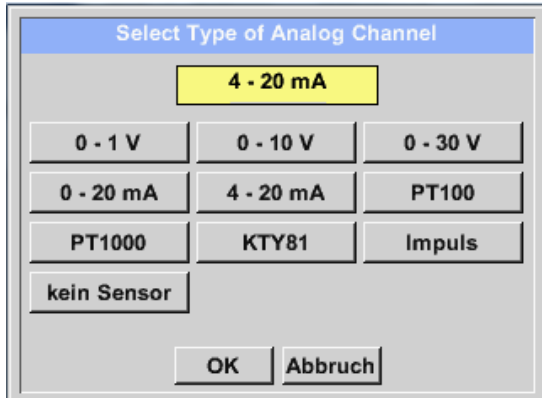 Select Type of Analog Channel
4 - 20 mA
0 - 1 V
0 - 10 V
0 - 30 V
0 - 20 mA
4 - 20 mA
PT100
PT1000
KTY81
Impuls
kein Sensor
OK
Abbruch